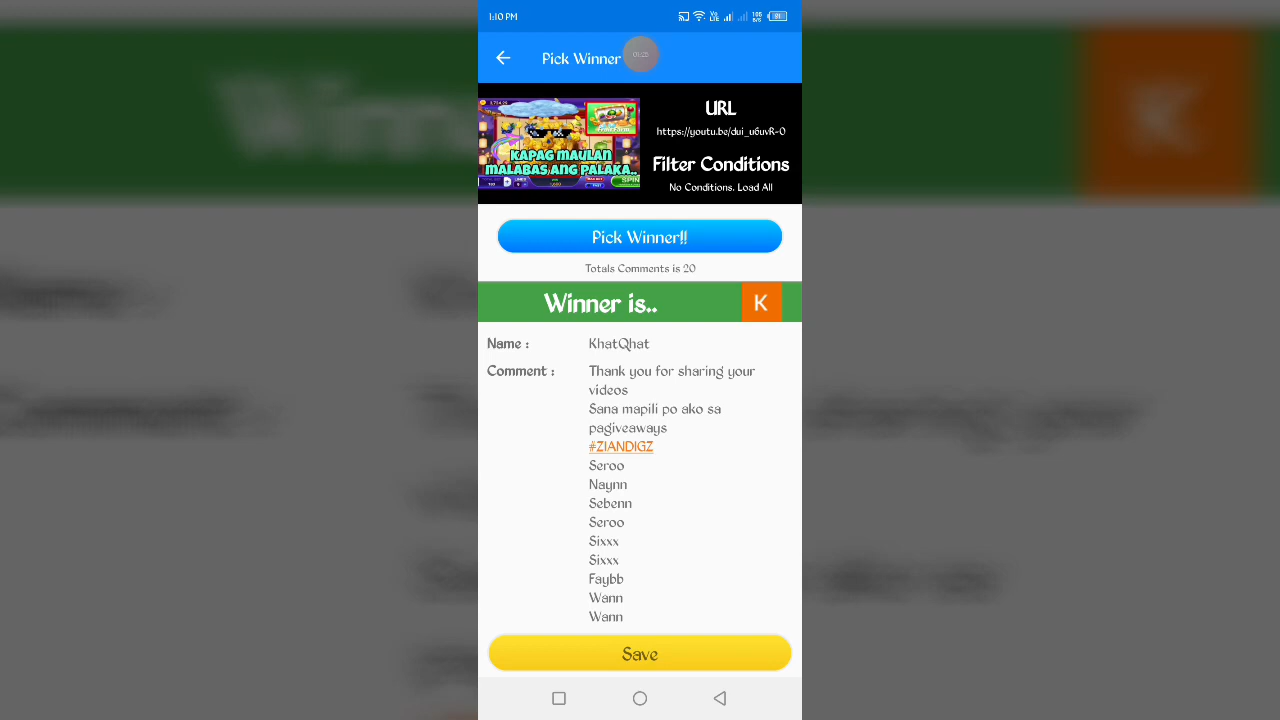 1:10 PM
Pick Winner
URL
https://youtu.be/dui_u6uvR-0
Filter Conditions
No Conditions. Load All
KAPAG MAULAN
MALABAS ANG PALAKA..
Pick Winner!!
Totals Comments is 20
Winner is..
K
Name :
KhatQhat
Comment :
Thank you for sharing your
videos
Sana mapili po ako sa
pagiveaways
#ZIANDIGZ
Seroo
Naynn
Sebenn
Seroo
Sixxx
Sixxx
Faybb
Wann
Wann
Save